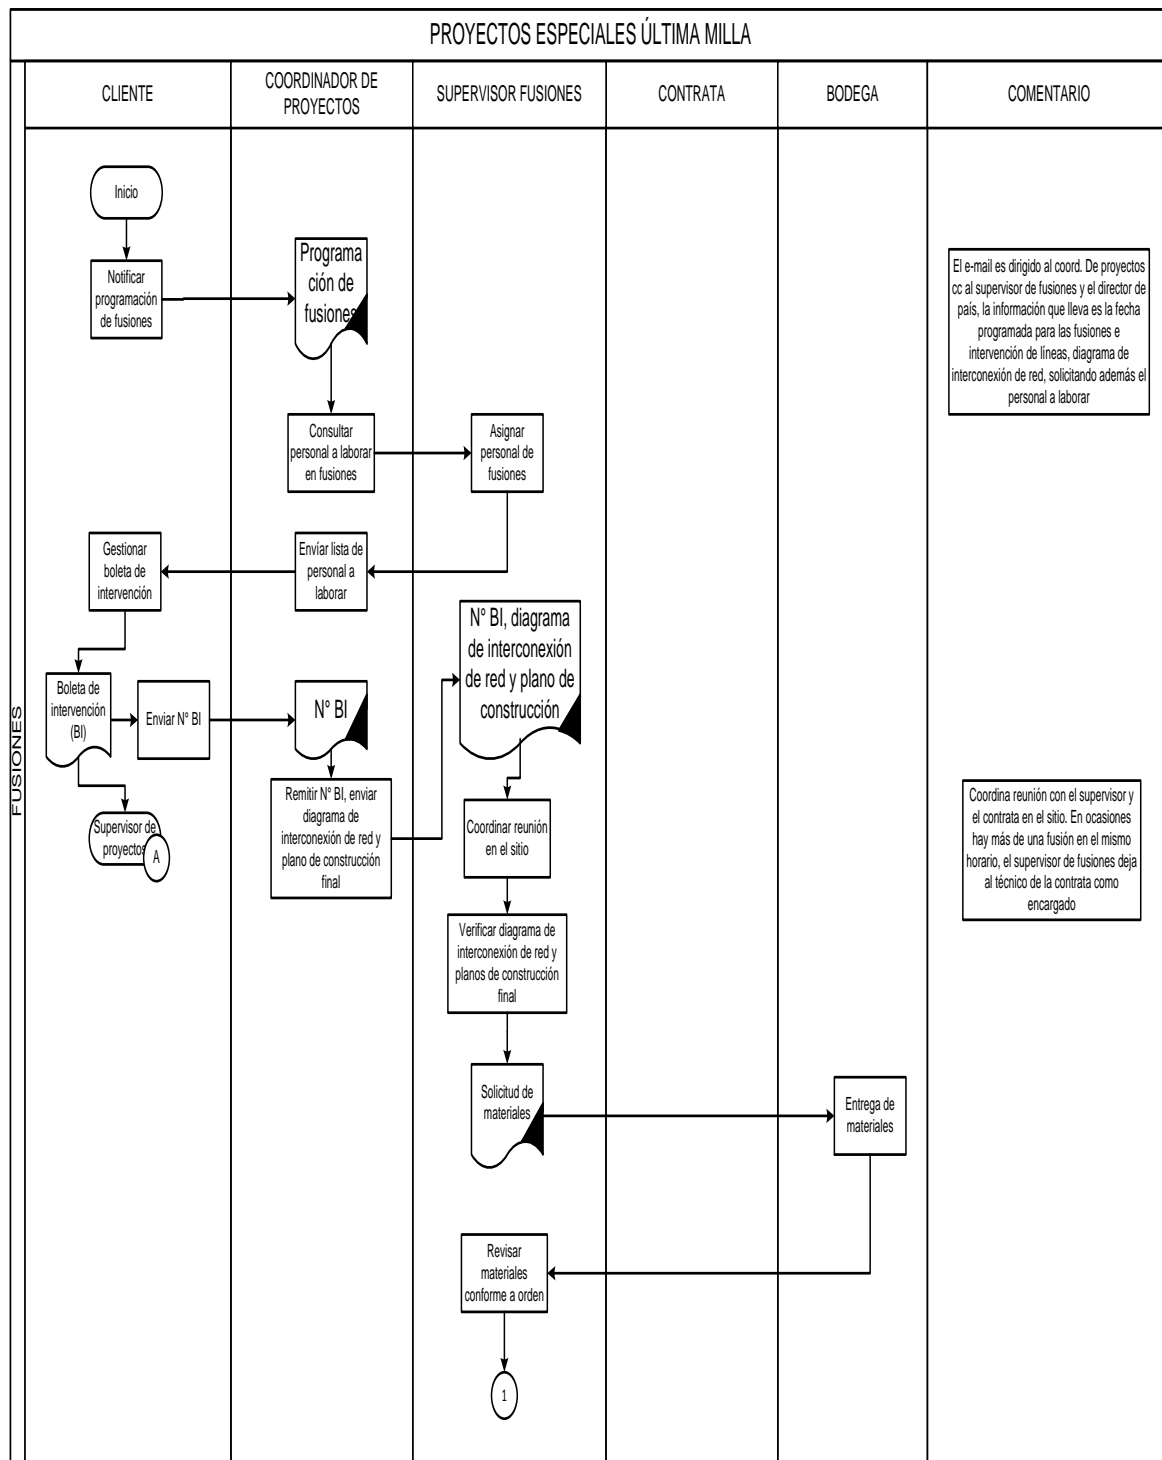 PROYECTOS ESPECIALES ÚLTIMA MILLA
CLIENTE
COORDINADOR DE
PROYECTOS
SUPERVISOR FUSIONES
CONTRATA
BODEGA
COMENTARIO
FUSIONES
Inicio
Notificar
programación
de fusiones
Programa
ción de
fusiones
El e-mail es dirigido al coord. De proyectos
cc al supervisor de fusiones y el director de
país, la información que lleva es la fecha
programada para las fusiones e
intervención de líneas, diagrama de
interconexión de red, solicitando además el
personal a laborar
Consultar
personal a laborar
en fusiones
Asignar
personal de
fusiones
Gestionar
boleta de
intervención
Envíar lista de
personal a
laborar
N° BI, diagrama
de interconexión
de red y plano de
construcción
Boleta de
intervención
(BI)
Enviar N° BI
N° BI
Remitir N° BI, enviar
diagrama de
interconexión de red y
plano de construcción
final
Supervisor de
proyectos
A
Coordinar reunión
en el sitio
Coordina reunión con el supervisor y
el contrata en el sitio. En ocasiones
hay más de una fusión en el mismo
horario, el supervisor de fusiones deja
al técnico de la contrata como
encargado
Verificar diagrama de
interconexión de red y
planos de construcción
final
Solicitud de
materiales
Entrega de
materiales
Revisar
materiales
conforme a orden
1